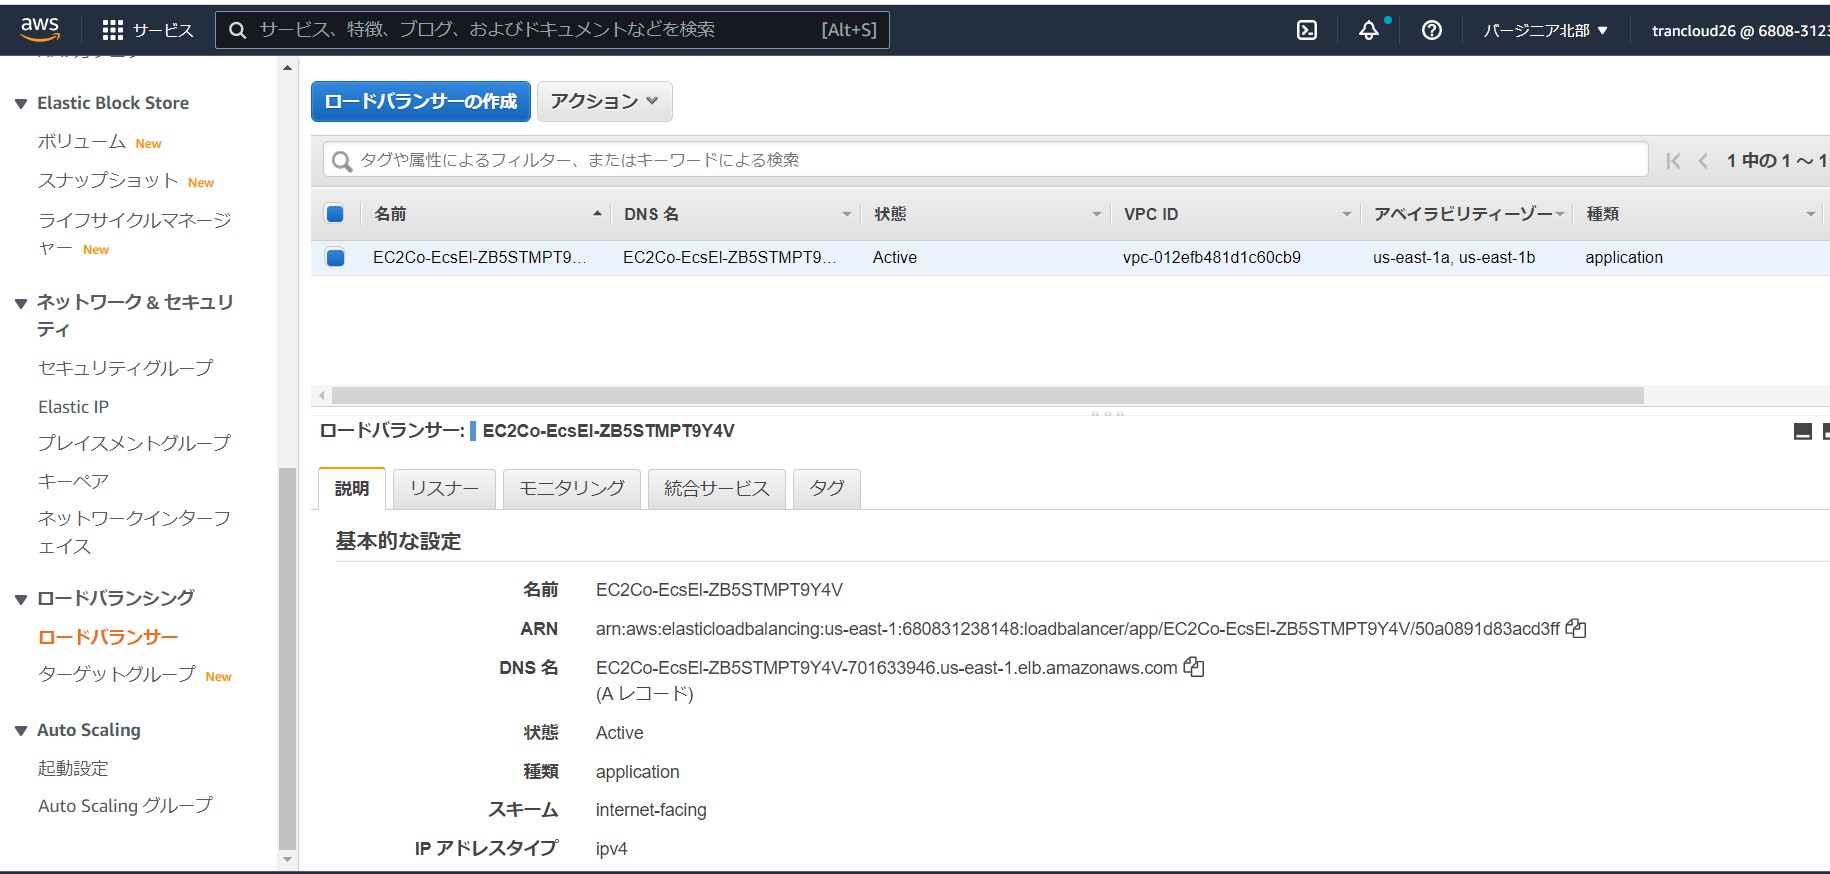 aws
サービス
サービス、特徴、ブログ、およびドキュメントなどを検索 [Alt+S]
バージニア北部 ▼
trancloud26 @ 6808-3123
Elastic Block Store
ボリューム New
スナップショット New
ライフサイクルマネージ
ャー New
ネットワーク & セキュリ
ティ
セキュリティグループ
Elastic IP
プレイスメントグループ
キーペア
ネットワークインターフ
ェイス
ロードバランシング
ロードバランサー
ターゲットグループ New
Auto Scaling
起動設定
Auto Scaling グループ
ロードバランサーの作成
アクション
タグや属性によるフィルター、またはキーワードによる検索
1 中の 1 ～ 1
名前 DNS 名 状態 VPC ID アベイラビリティーゾー 種類
EC2Co-EcsEl-ZB5STMPT9... EC2Co-EcsEl-ZB5STMPT9... Active vpc-012efb481d1c60cb9 us-east-1a, us-east-1b application
ロードバランサー: EC2Co-EcsEl-ZB5STMPT9Y4V
説明 リスナー モニタリング 統合サービス タグ
基本的な設定
名前 EC2Co-EcsEl-ZB5STMPT9Y4V
ARN arn:aws:elasticloadbalancing:us-east-1:680831238148:loadbalancer/app/EC2Co-EcsEl-ZB5STMPT9Y4V/50a0891d83acd3ff
DNS 名 EC2Co-EcsEl-ZB5STMPT9Y4V-701633946.us-east-1.elb.amazonaws.com
(A レコード)
状態 Active
種類 application
スキーム internet-facing
IP アドレスタイプ ipv4